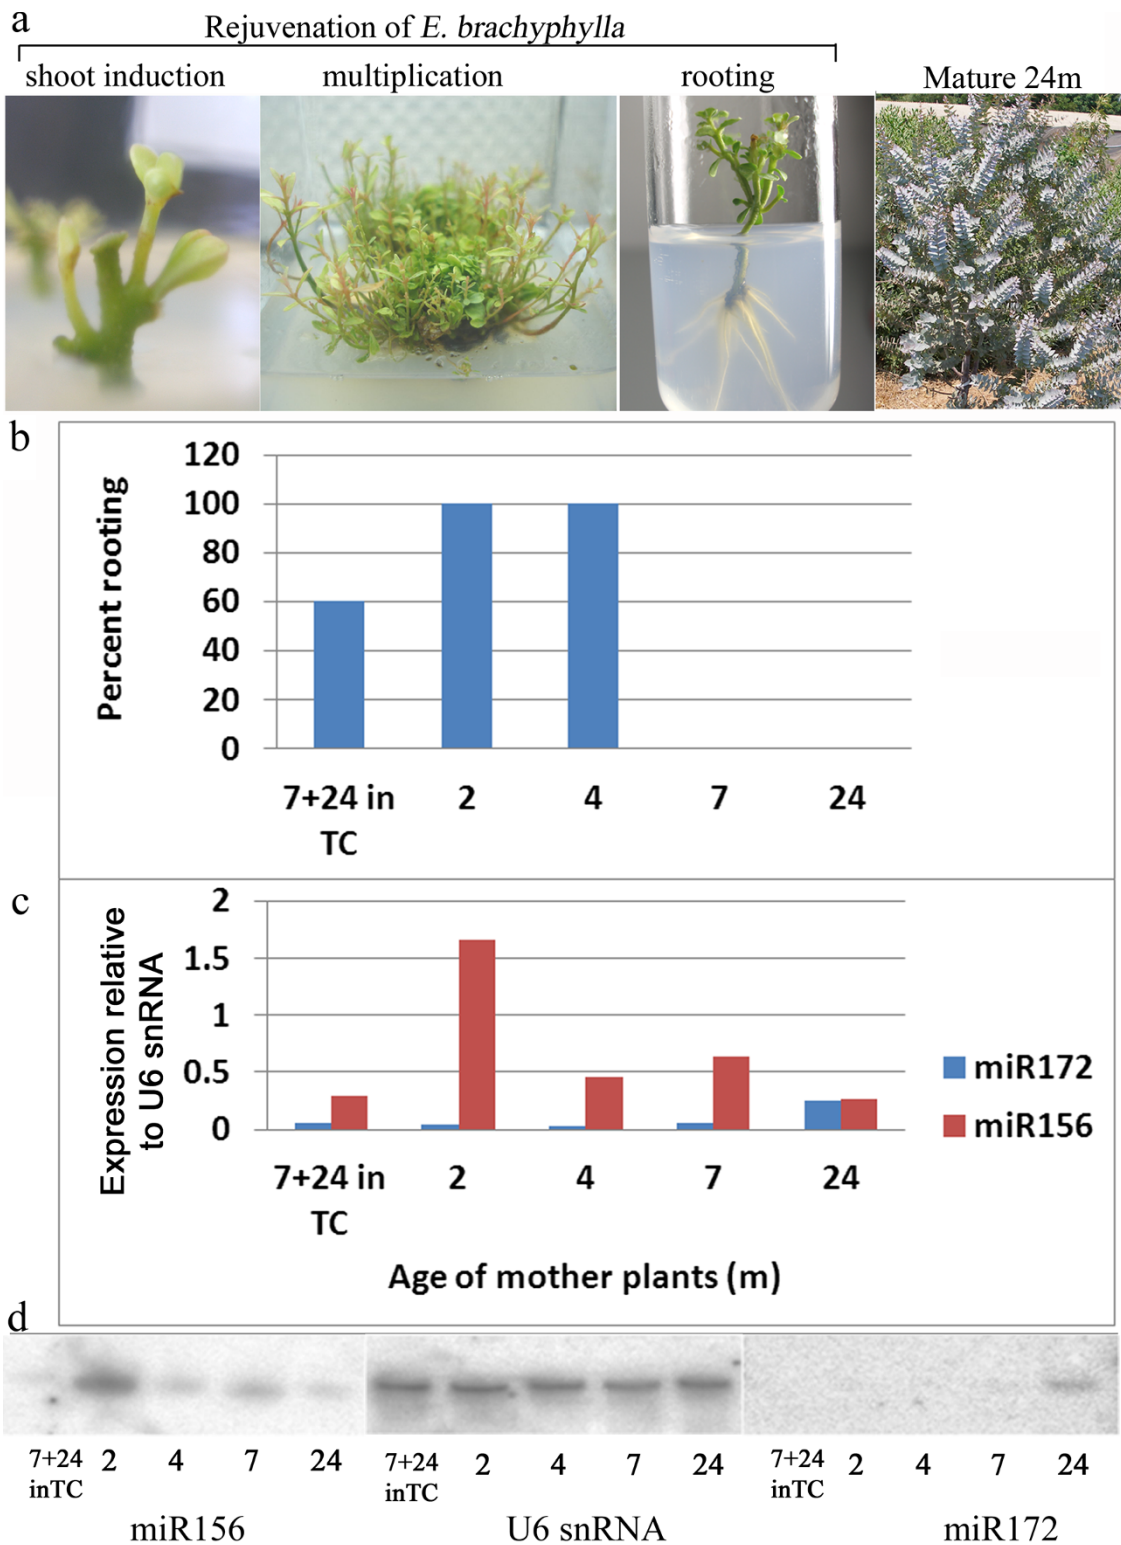 a
Rejuvenation of E. brachyphylla
shoot induction multiplication rooting Mature 24m
b
Percent rooting
120
100
80
60
40
20
0
7+24 in TC 2 4 7 24
c
Expression relative
to U6 snRNA
2
1.5
1
0.5
0
miR172
miR156
7+24 in TC 2 4 7 24
Age of mother plants (m)
d
7+24 inTC 2 4 7 24 7+24 inTC 2 4 7 24 7+24 inTC 2 4 7 24
miR156 U6 snRNA miR172